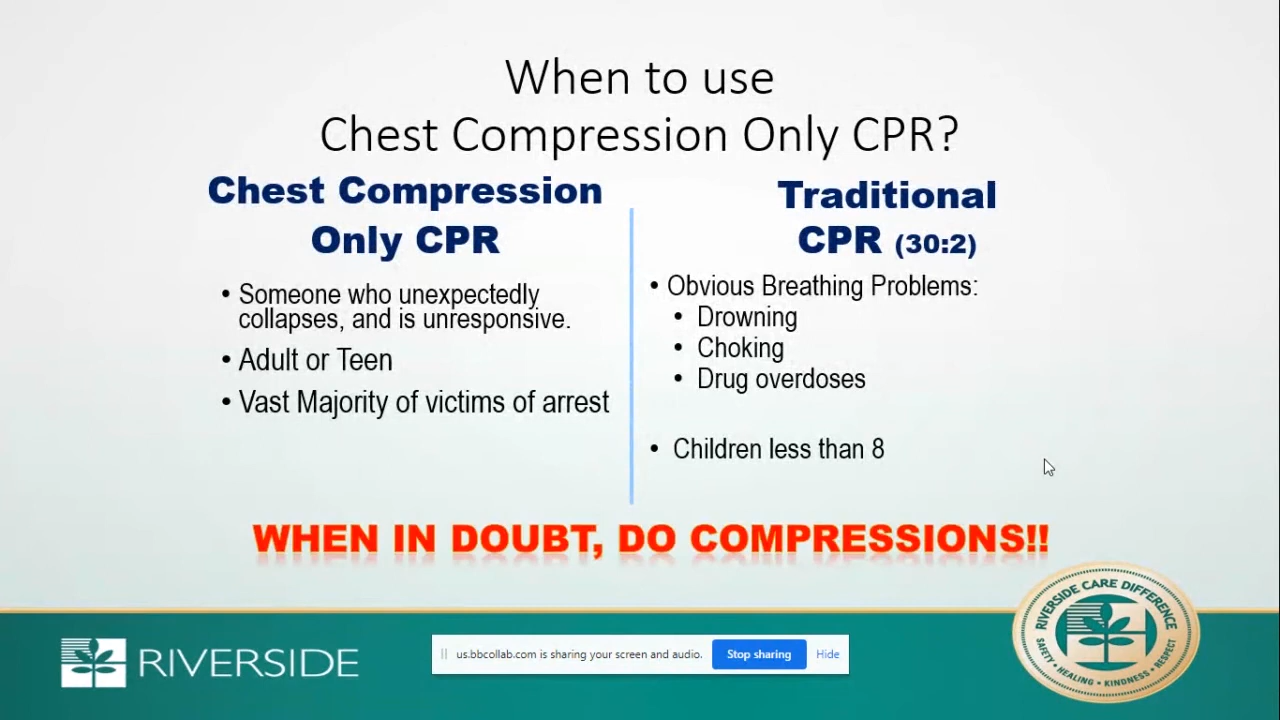 When to use
Chest Compression Only CPR?
Chest Compression
Only CPR
• Someone who unexpectedly
collapses, and is unresponsive.
• Adult or Teen
• Vast Majority of victims of arrest
Traditional
CPR (30:2)
• Obvious Breathing Problems:
• Drowning
• Choking
• Drug overdoses
• Children less than 8
WHEN IN DOUBT, DO COMPRESSIONS!!
RIVERSIDE
us.bbcollab.com is sharing your screen and audio. Stop sharing Hide
RIVERSIDE CARE DIFFERENCE
SAFETY • HEALING • KINDNESS • RESPECT